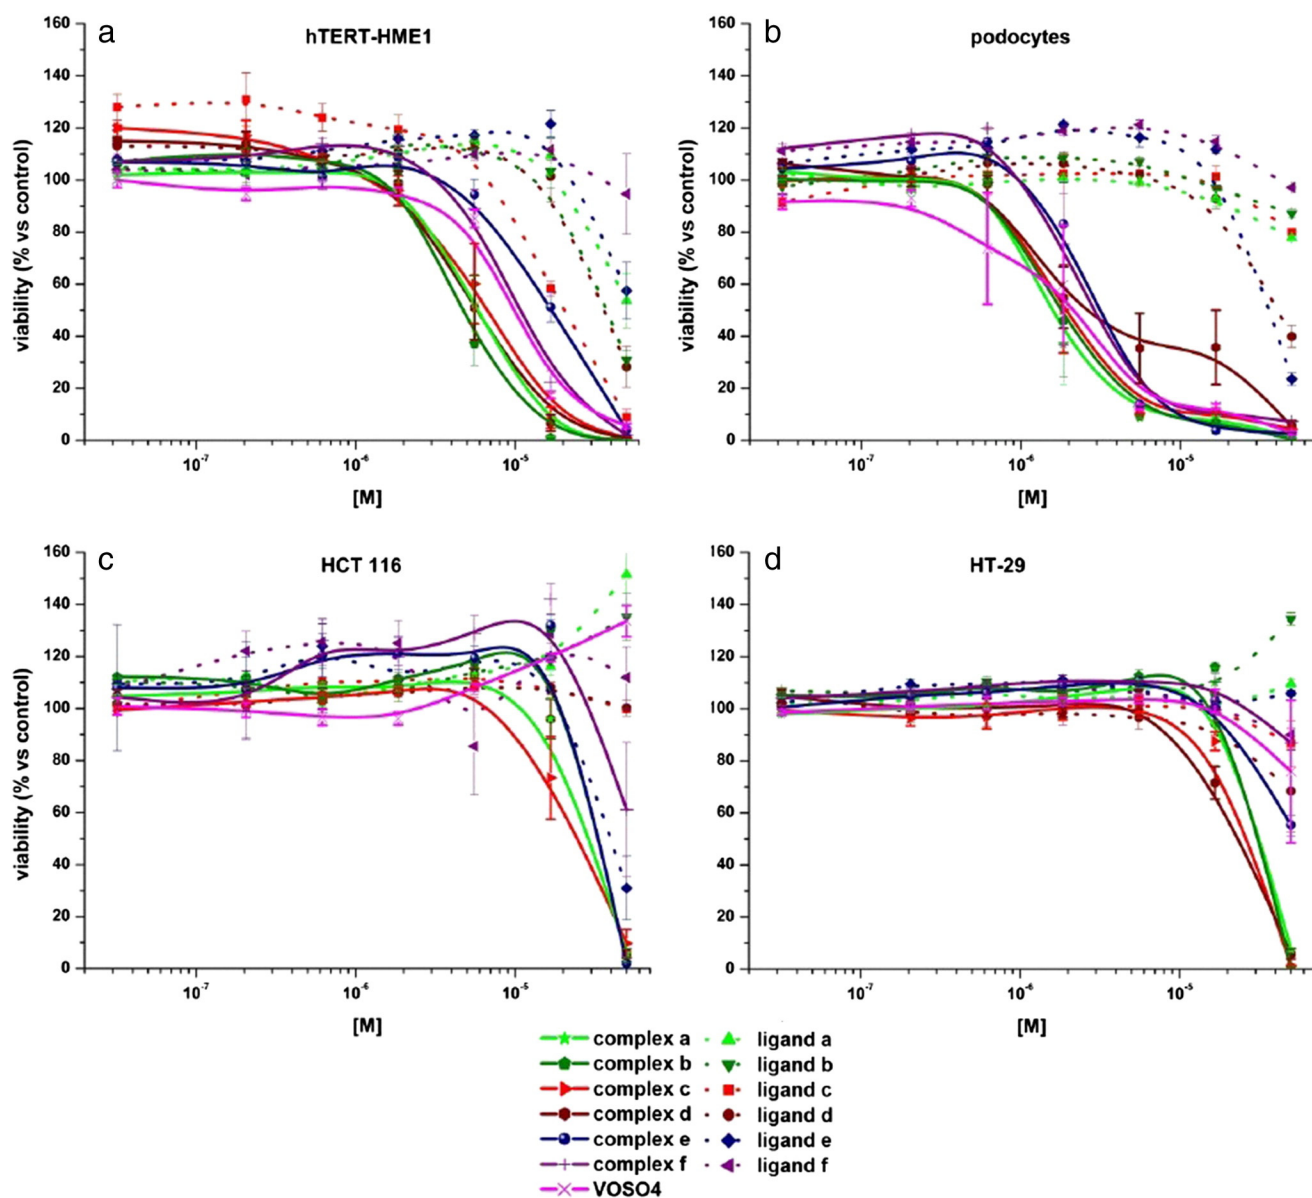 a
hTERT-HME1
160
140
120
100
80
60
40
20
0
viability (% vs control)
10-7
10-6
10-5
[M]
b
podocytes
160
140
120
100
80
60
40
20
0
viability (% vs control)
10-7
10-6
10-5
[M]
c
HCT 116
160
140
120
100
80
60
40
20
0
viability (% vs control)
10-7
10-6
10-5
[M]
d
HT-29
160
140
120
100
80
60
40
20
0
10-7
10-6
10-5
[M]
complex a
complex b
complex c
complex d
complex e
complex f
VOSO4
ligand a
ligand b
ligand c
ligand d
ligand e
ligand f